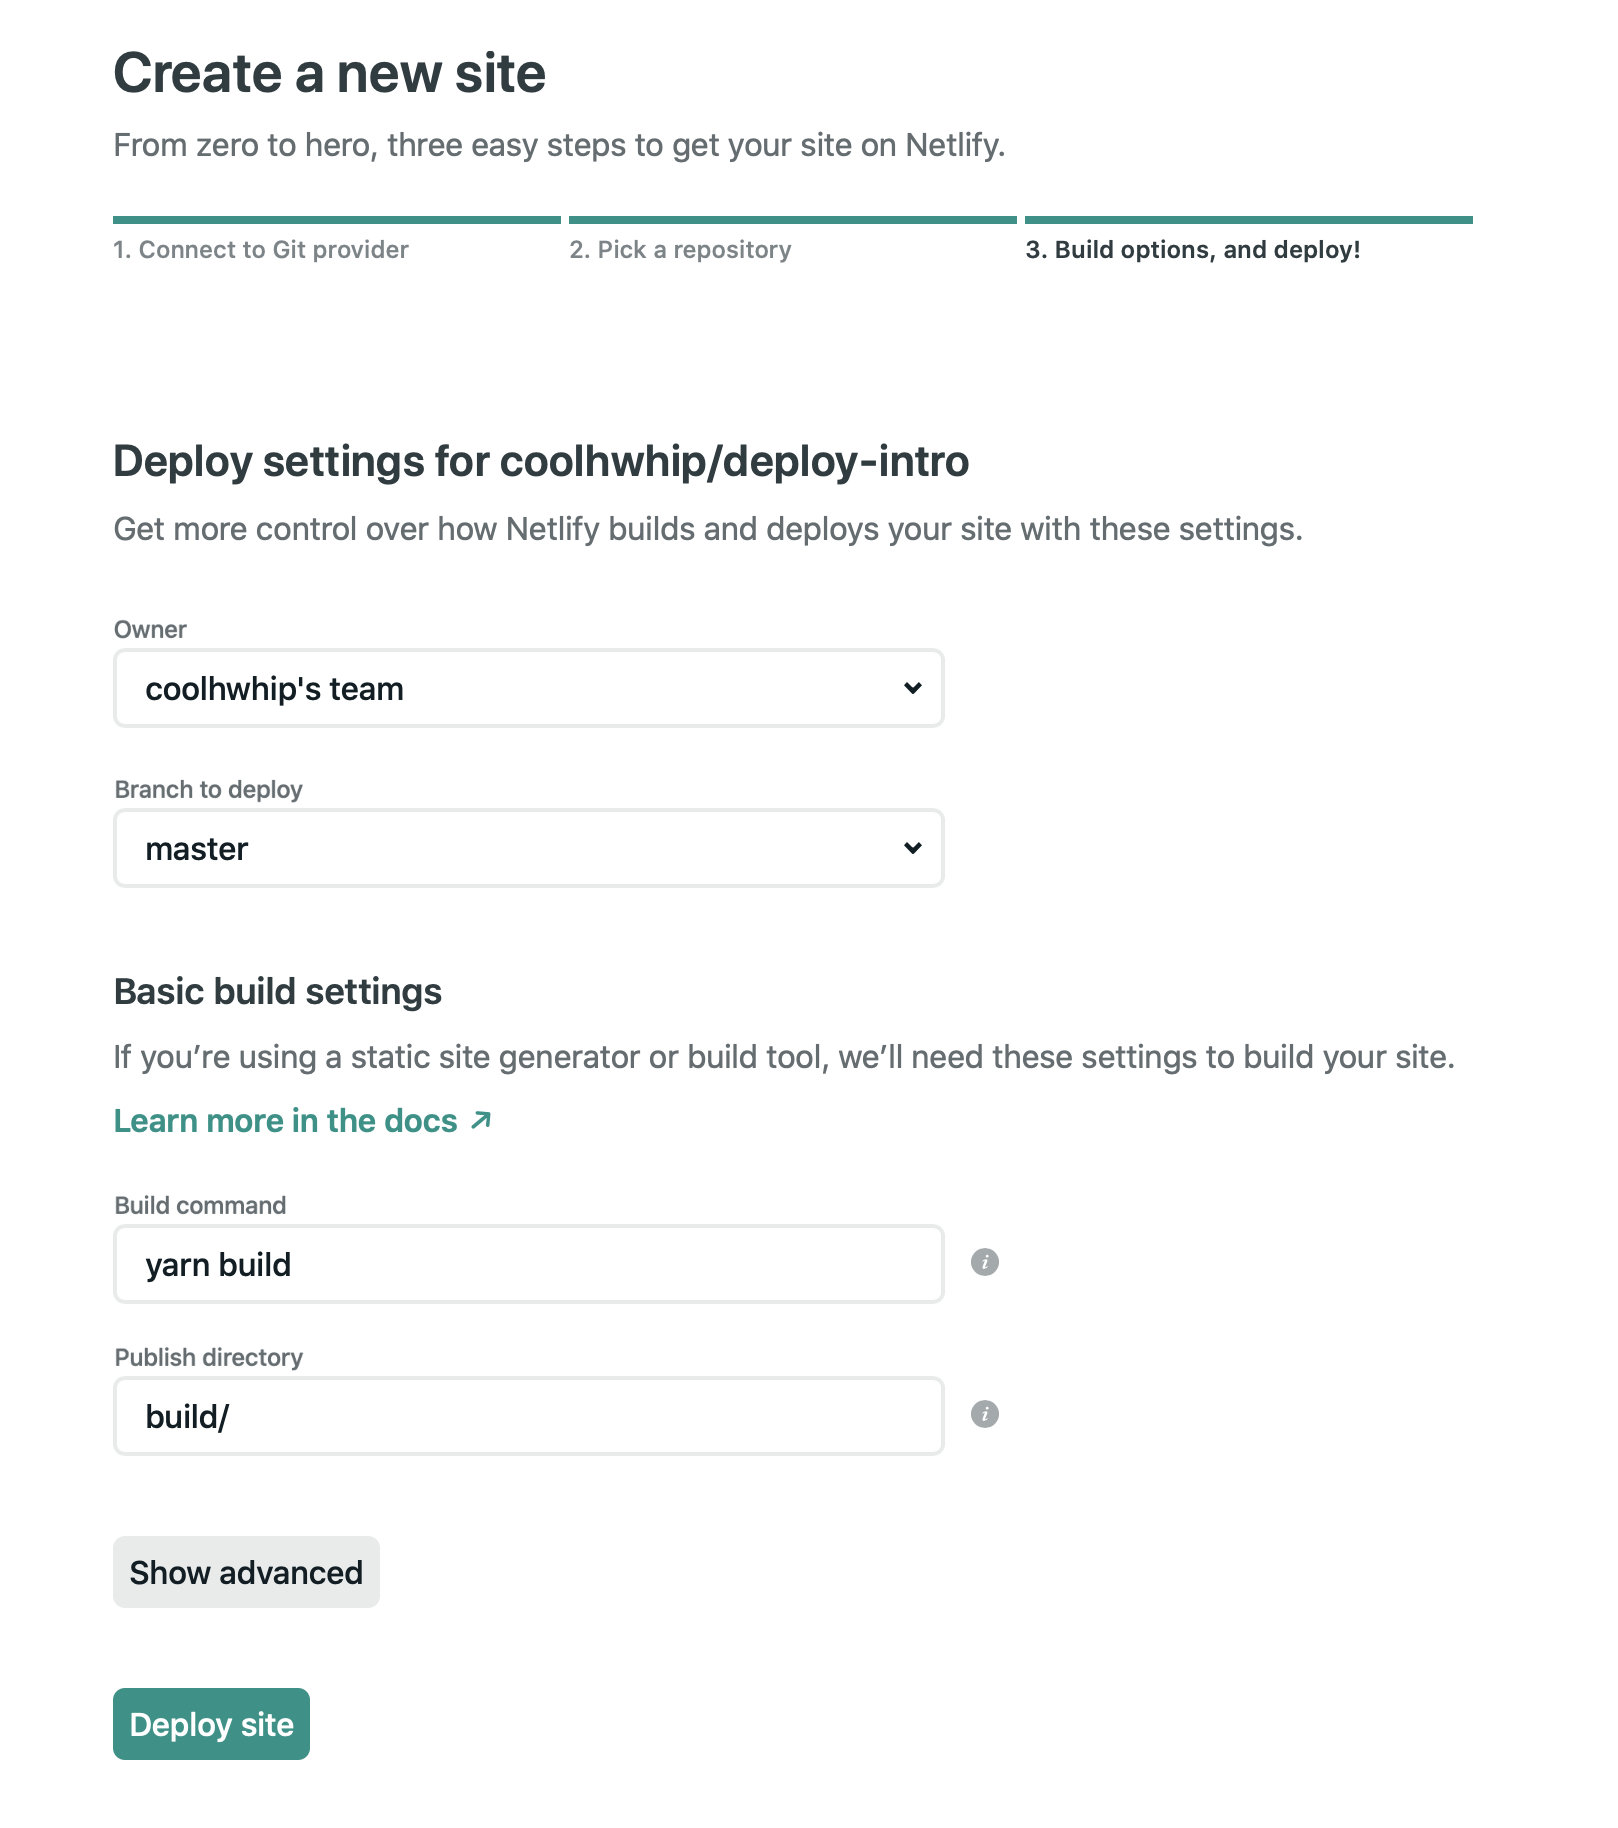 Create a new site
From zero to hero, three easy steps to get your site on Netlify.
1. Connect to Git provider
2. Pick a repository
3. Build options, and deploy!
Deploy settings for coolhwhip/deploy-intro
Get more control over how Netlify builds and deploys your site with these settings.
Owner
coolhwhip's team
Branch to deploy
master
Basic build settings
If you’re using a static site generator or build tool, we’ll need these settings to build your site.
Learn more in the docs ↗
Build command
yarn build
i
Publish directory
build/
i
Show advanced
Deploy site